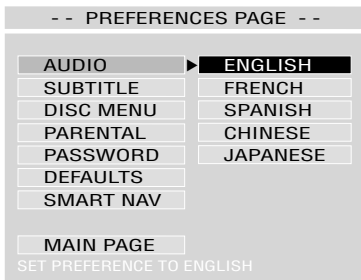 - - PREFERENCES PAGE - -
AUDIO ENGLISH
SUBTITLE FRENCH
DISC MENU SPANISH
PARENTAL CHINESE
PASSWORD JAPANESE
DEFAULTS
SMART NAV
MAIN PAGE
SET PREFERENCE TO ENGLISH